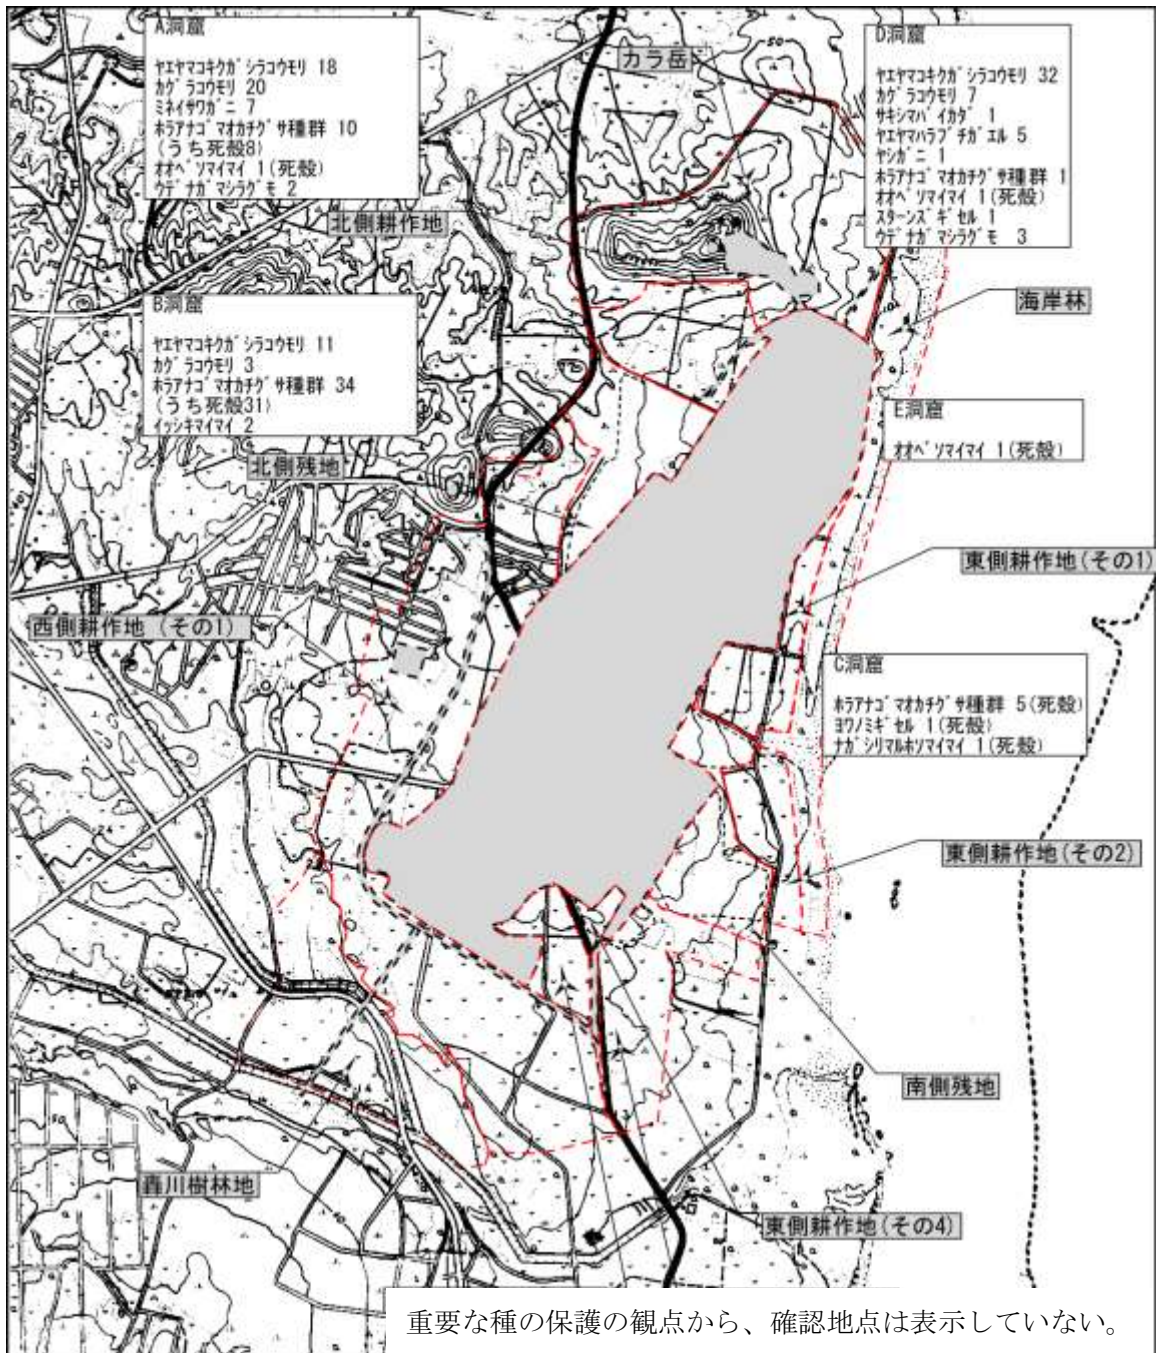 A洞窟
ヤエヤマコキクガシラコウモリ 18
カグラコウモリ 20
ミネイサワガニ 7
ホラアナゴマオカチグサ種群 10
(うち死殻8)
オオベソマイマイ 1(死殻)
ウデナガマシラグモ 2
カラ岳
D洞窟
ヤエヤマコキクガシラコウモリ 32
カグラコウモリ 7
サキシマバイカダ 1
ヤエヤマハラブチガエル 5
ヤシガニ 1
ホラアナゴマオカチグサ種群 1
オオベソマイマイ 1(死殻)
スターンズギセル 1
ウデナガマシラグモ 3
北側耕作地
海岸林
B洞窟
ヤエヤマコキクガシラコウモリ 11
カグラコウモリ 3
ホラアナゴマオカチグサ種群 34
(うち死殻31)
イッシキマイマイ 2
E洞窟
オオベソマイマイ 1(死殻)
北側残地
東側耕作地(その1)
西側耕作地 (その1)
C洞窟
ホラアナゴマオカチグサ種群 5(死殻)
ヨワノミギセル 1(死殻)
ナガシリマルホソマイマイ 1(死殻)
東側耕作地(その2)
南側残地
轟川樹林地
東側耕作地(その4)
重要な種の保護の観点から、確認地点は表示していない。